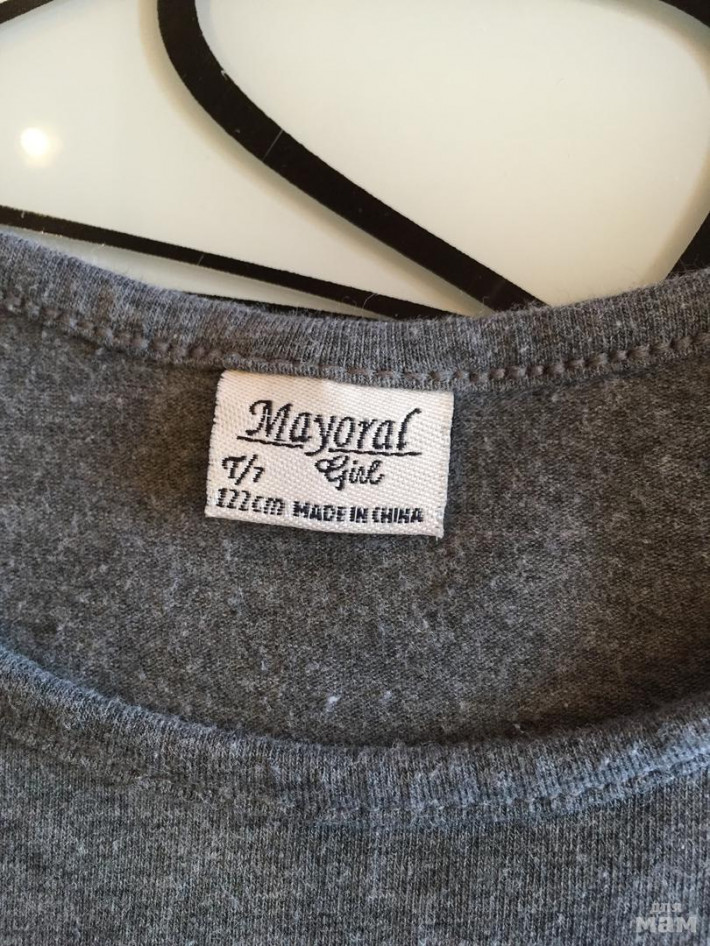 Mayoral
T/7 Girl
122cm MADE IN CHINA
для
мам